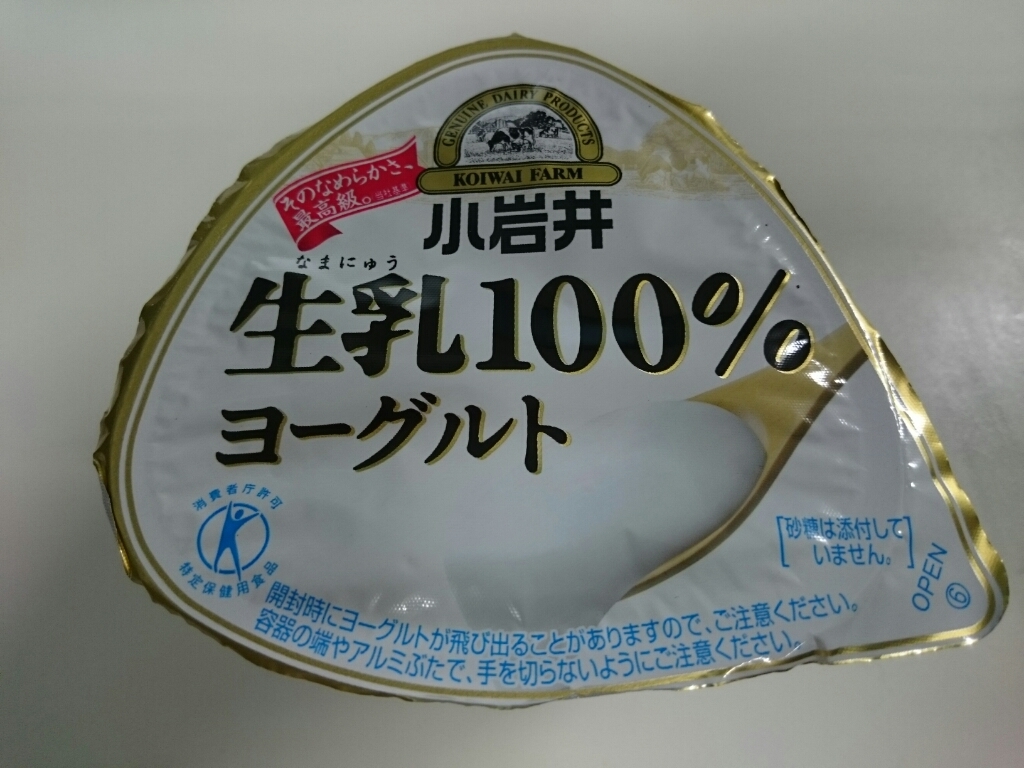 GENUINE DAIRY PRODUCTS
KOIWAI FARM
そのなめらかさ、
最高級。当社基準
小岩井
なまにゅう
生乳100%
ヨーグルト
消費者庁許可
特定保健用食品
[砂糖は添付して
いません。]
OPEN
⑥
開封時にヨーグルトが飛び出ることがありますので、ご注意ください。
容器の端やアルミぶたで、手を切らないようにご注意ください。